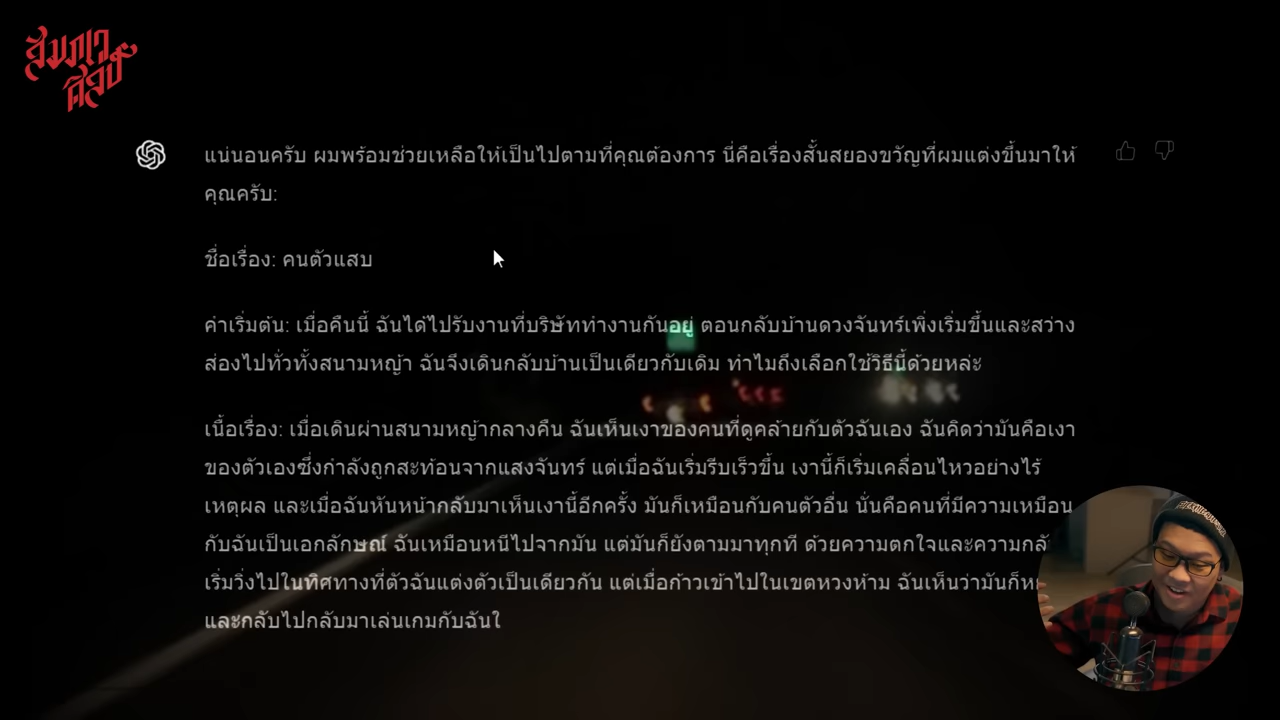 สัมภเวสีสด
แน่นอนครับ ผมพร้อมช่วยเหลือให้เป็นไปตามที่คุณต้องการ นี่คือเรื่องสั้นสยองขวัญที่ผมแต่งขึ้นมาให้
คุณครับ:
ชื่อเรื่อง: คนตัวแสบ
ค่าเริ่มต้น: เมื่อคืนนี้ ฉันได้ไปรับงานที่บริษัททำงานกันอยู่ ตอนกลับบ้านดวงจันทร์เพิ่งเริ่มขึ้นและสว่าง
ส่องไปทั่วทั้งสนามหญ้า ฉันจึงเดินกลับบ้านเป็นเดียวกับเดิม ทำไมถึงเลือกใช้วิธีนี้ด้วยหล่ะ
เนื้อเรื่อง: เมื่อเดินผ่านสนามหญ้ากลางคืน ฉันเห็นเงาของคนที่ดูคล้ายกับตัวฉันเอง ฉันคิดว่ามันคือเงา
ของตัวเองซึ่งกำลังถูกสะท้อนจากแสงจันทร์ แต่เมื่อฉันเริ่มรีบเร็วขึ้น เงานี้ก็เริ่มเคลื่อนไหวอย่างไร้
เหตุผล และเมื่อฉันหันหน้ากลับมาเห็นเงานี้อีกครั้ง มันก็เหมือนกับคนตัวอื่น นั่นคือคนที่มีความเหมือน
กับฉันเป็นเอกลักษณ์ ฉันเหมือนหนีไปจากมัน แต่มันก็ยังตามมาทุกที ด้วยความตกใจและความกลั
เริ่มวิ่งไปในทิศทางที่ตัวฉันแต่งตัวเป็นเดียวกัน แต่เมื่อก้าวเข้าไปในเขตหวงห้าม ฉันเห็นว่ามันก็ห
และกลับไปกลับมาเล่นเกมกับฉันใ